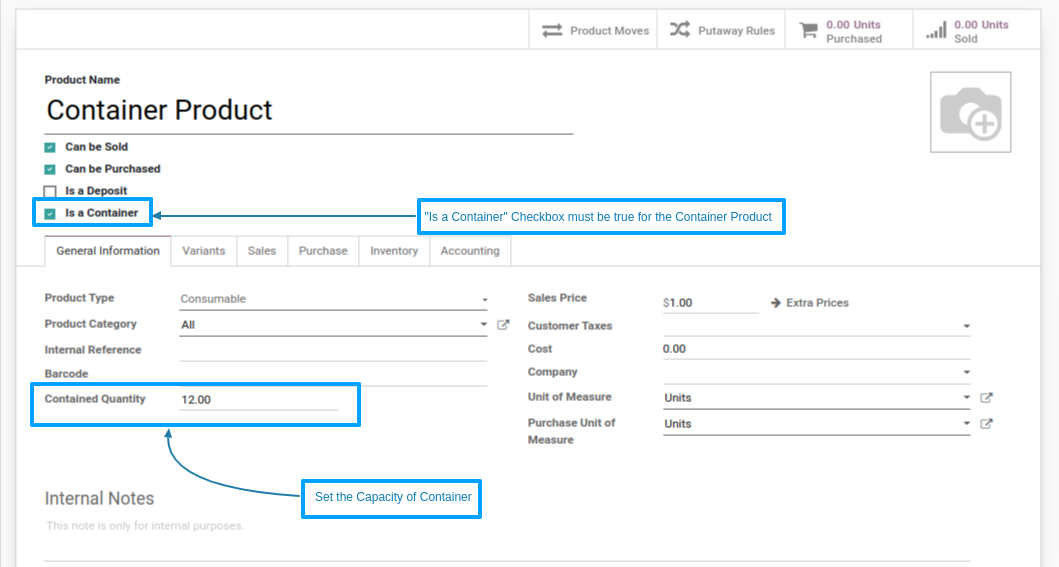 Product Moves
Putaway Rules
0.00 Units
Purchased
0.00 Units
Sold
Product Name
Container Product
Can be Sold
Can be Purchased
Is a Deposit
Is a Container
"Is a Container" Checkbox must be true for the Container Product
General Information
Variants
Sales
Purchase
Inventory
Accounting
Product Type
Consumable
Product Category
All
Internal Reference
Barcode
Contained Quantity
12.00
Sales Price
$1.00
Extra Prices
Customer Taxes
Cost
0.00
Company
Unit of Measure
Units
Purchase Unit of
Measure
Units
Set the Capacity of Container
Internal Notes
This note is only for internal purposes.